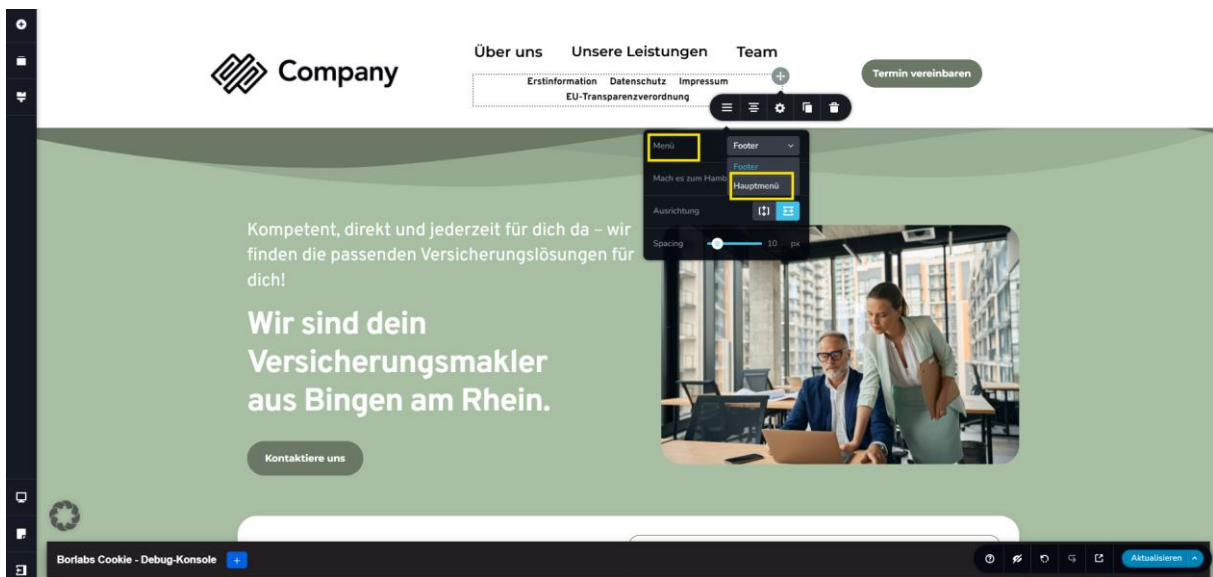 Company
Über uns Unsere Leistungen Team
Erstinformation Datenschutz Impressum
EU-Transparenzverordnung
Termin vereinbaren
Menü Footer
Footer
Mach es zum Hamb
Hauptmenü
Ausrichtung
Spacing 10 px
Kompetent, direkt und jederzeit für dich da – wir
finden die passenden Versicherungslösungen für
dich!
Wir sind dein
Versicherungsmakler
aus Bingen am Rhein.
Kontaktiere uns
Borlabs Cookie - Debug-Konsole +
Aktualisieren